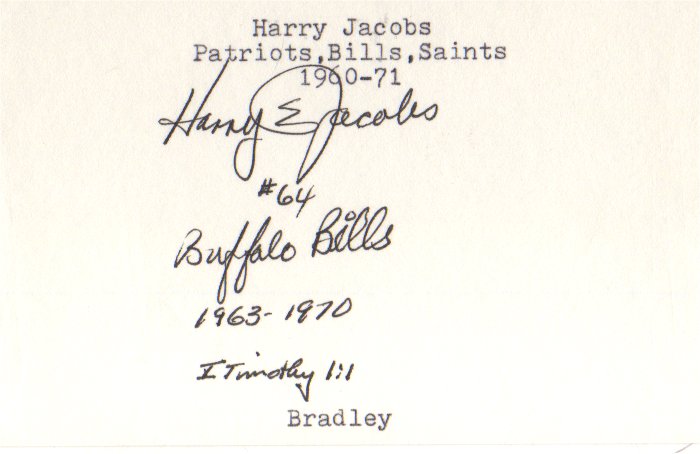 Harry Jacobs
Patriots,Bills,Saints
1960-71
Harry E Jacobs
#64
Buffalo Bills
1963-1970
I Timothy 1:1
Bradley